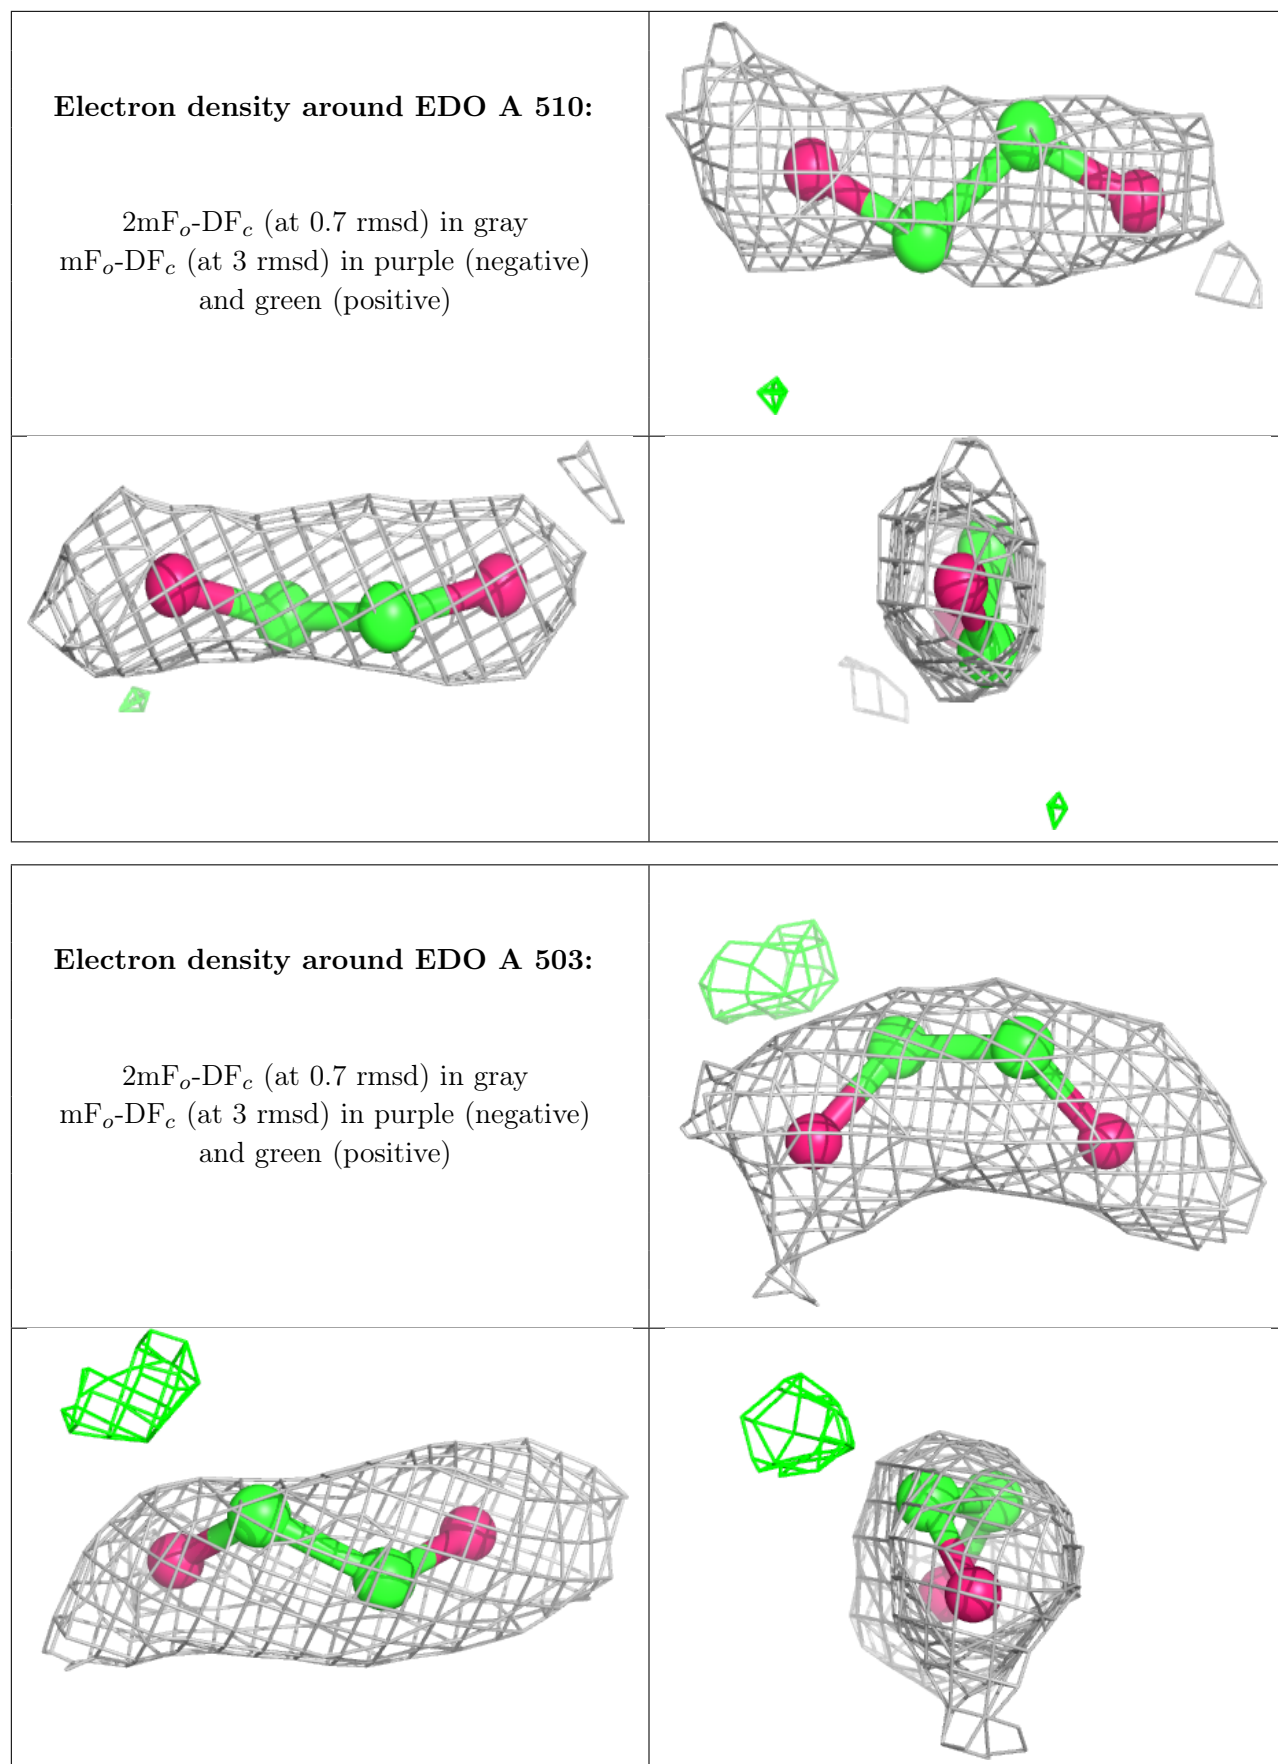 Electron density around EDO A 510:
2mFo-DFc (at 0.7 rmsd) in gray
mFo-DFc (at 3 rmsd) in purple (negative)
and green (positive)
Electron density around EDO A 503:
2mFo-DFc (at 0.7 rmsd) in gray
mFo-DFc (at 3 rmsd) in purple (negative)
and green (positive)